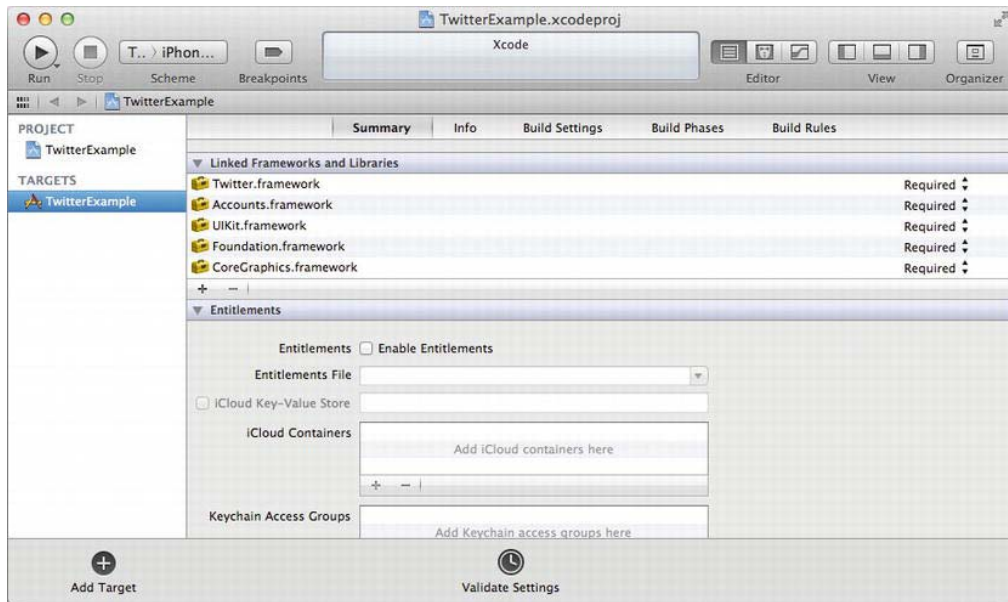 TwitterExample.xcodeproj
T.. › iPhon...
Xcode
Run Stop Scheme Breakpoints Editor View Organizer
TwitterExample
PROJECT
TwitterExample
TARGETS
TwitterExample
Summary Info Build Settings Build Phases Build Rules
Linked Frameworks and Libraries
Twitter.framework Required
Accounts.framework Required
UIKit.framework Required
Foundation.framework Required
CoreGraphics.framework Required
Entitlements
Entitlements Enable Entitlements
Entitlements File
iCloud Key-Value Store
iCloud Containers
Add iCloud containers here
Keychain Access Groups
Add Keychain access groups here
Add Target Validate Settings